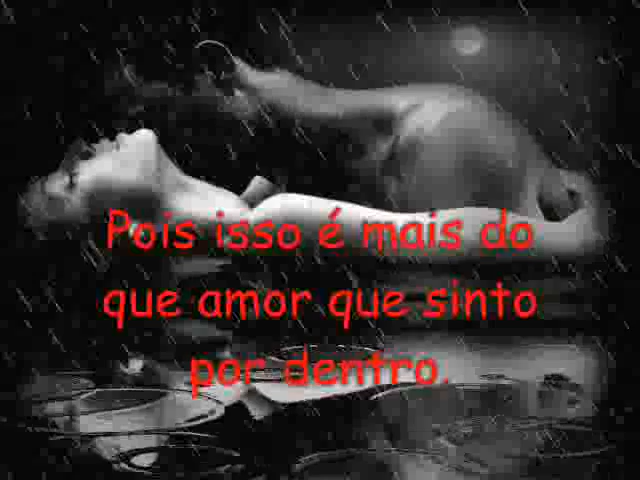 Pois isso é mais do
que amor que sinto
por dentro.